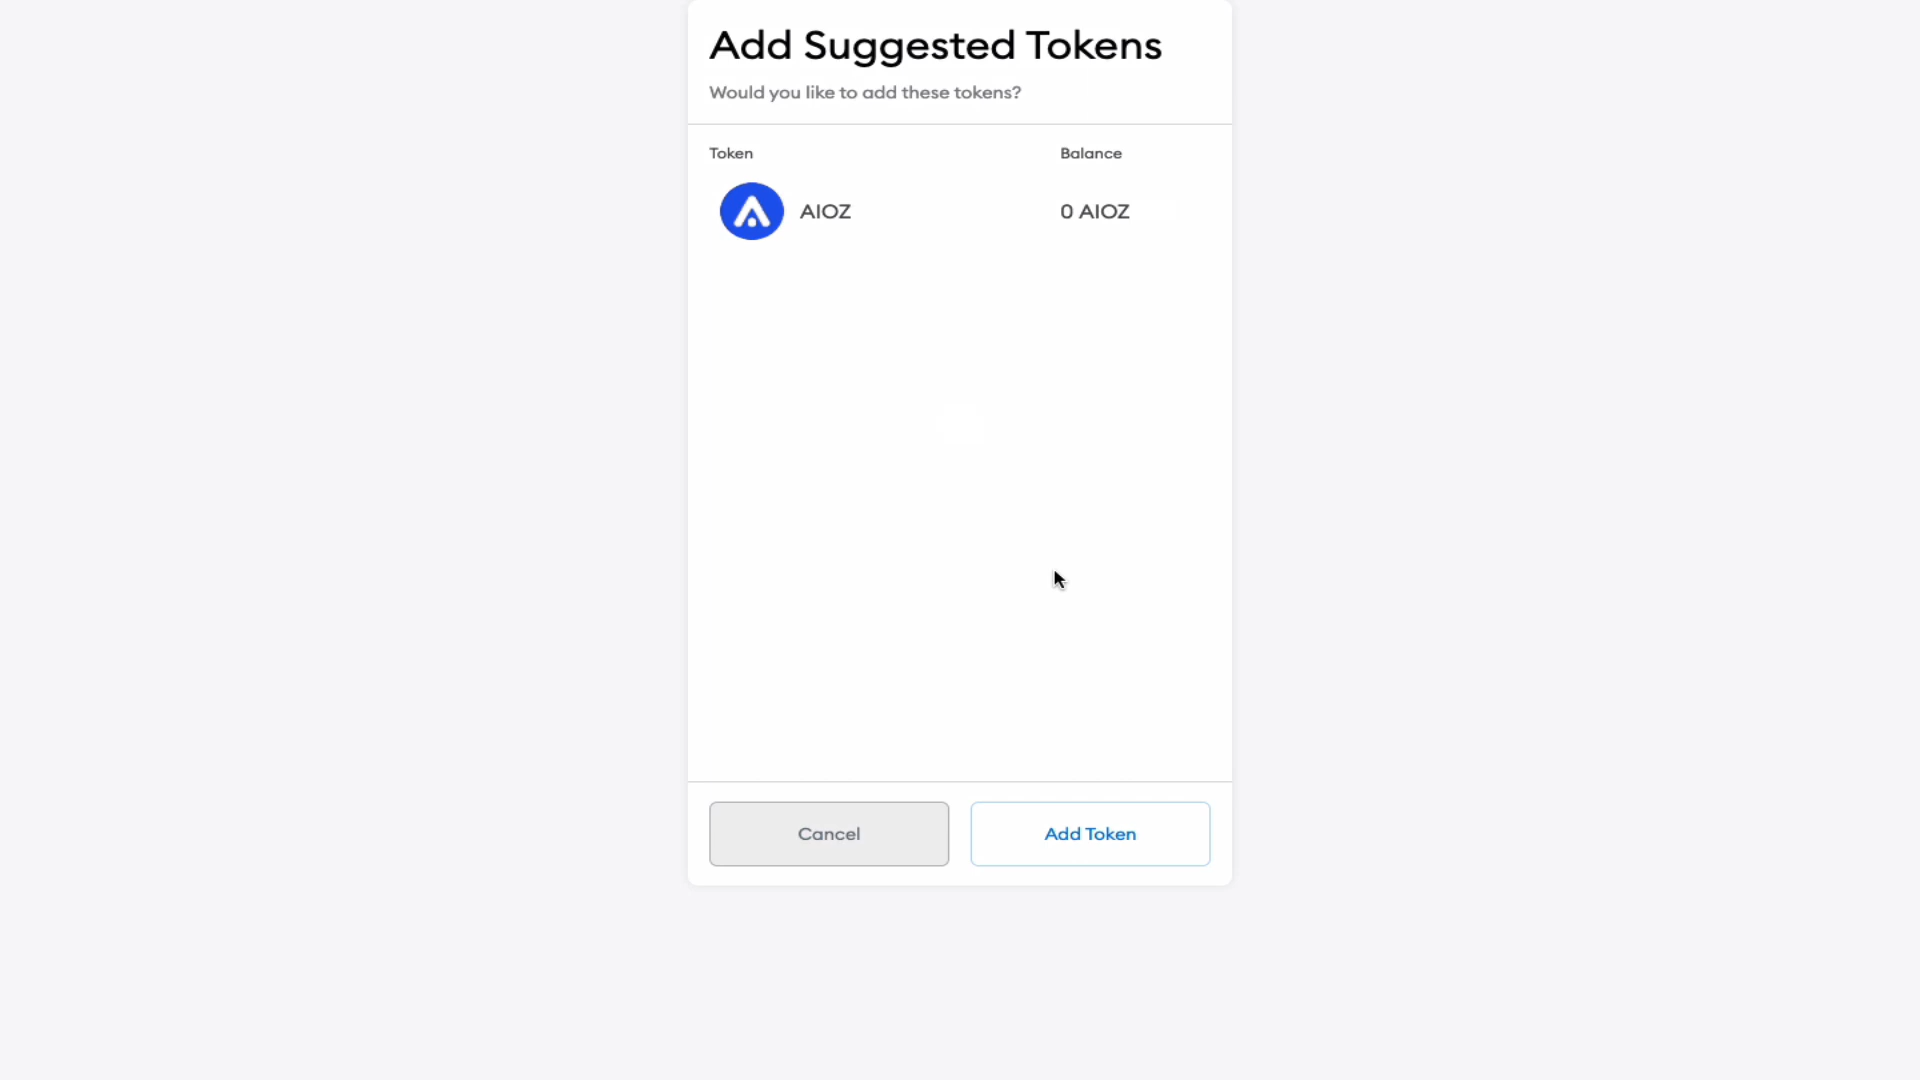 Add Suggested Tokens
Would you like to add these tokens?
Token Balance
AIOZ 0 AIOZ
Cancel Add Token